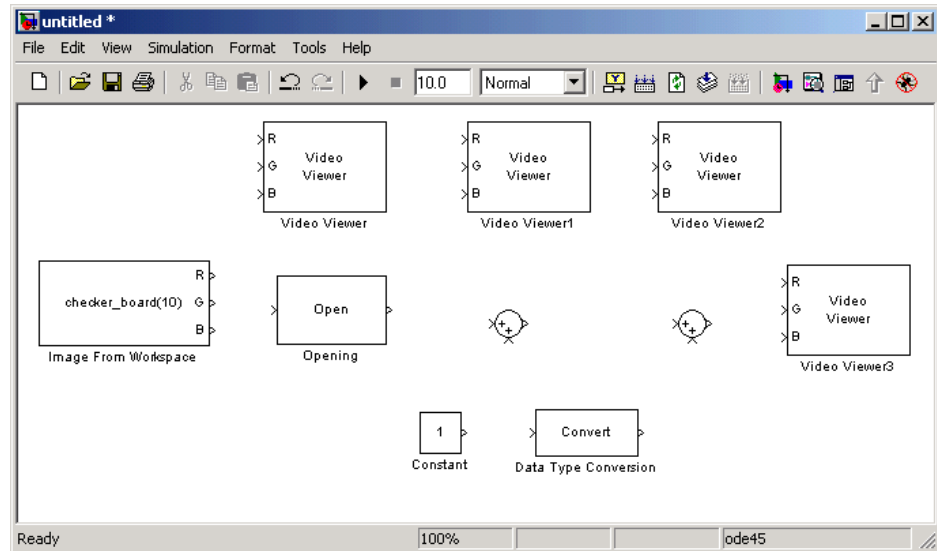 untitled *
File Edit View Simulation Format Tools Help
10.0 Normal
R
G
B
Video
Viewer
Video Viewer
R
G
B
Video
Viewer
Video Viewer1
R
G
B
Video
Viewer
Video Viewer2
checker_board(10)
R
G
B
Image From Workspace
Open
Opening
+
+
+
+
R
G
B
Video
Viewer
Video Viewer3
1
Constant
Convert
Data Type Conversion
Ready 100% ode45